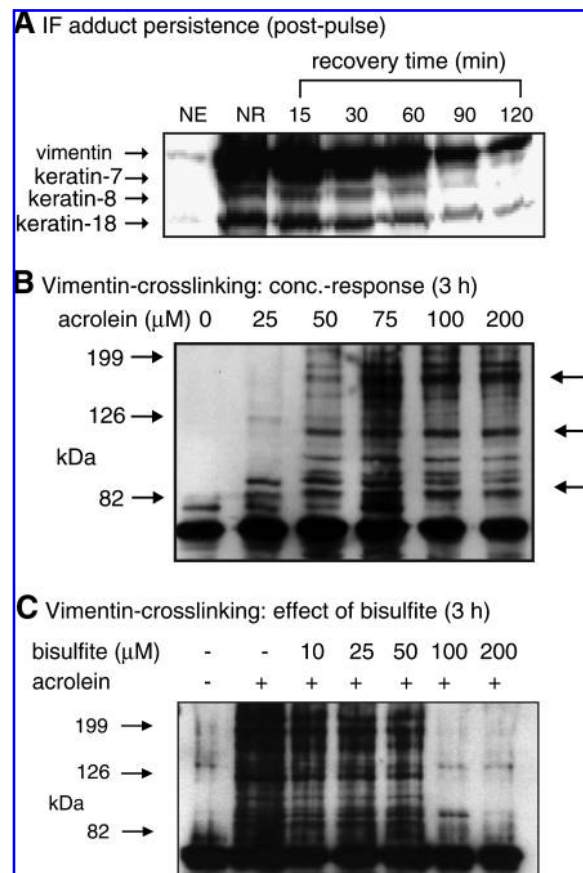 A IF adduct persistence (post-pulse)
recovery time (min)
NE NR 15 30 60 90 120
vimentin →
keratin-7 →
keratin-8 →
keratin-18 →
B Vimentin-crosslinking: conc.-response (3 h)
acrolein (μM) 0 25 50 75 100 200
199 →
126 →
kDa
82 →
C Vimentin-crosslinking: effect of bisulfite (3 h)
bisulfite (μM) - - 10 25 50 100 200
acrolein - + + + + + +
199 →
126 →
kDa
82 →